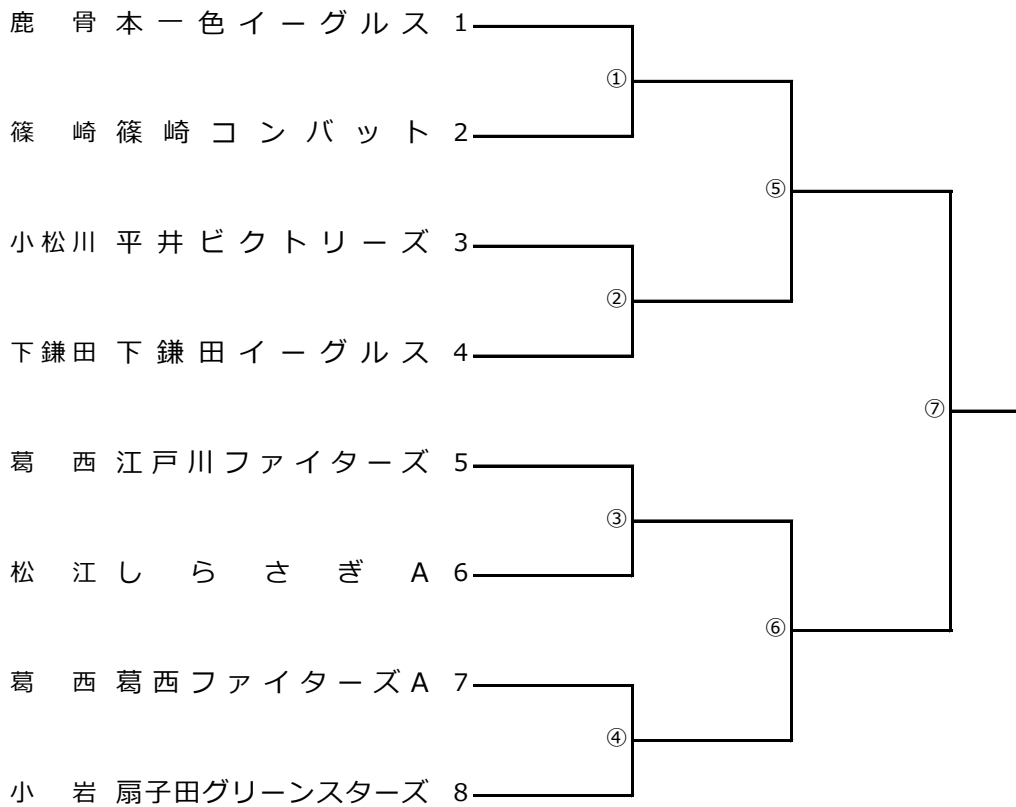 鹿骨 本一色イーグルス 1
①
篠崎 篠崎コンバット 2
⑤
小松川 平井ビクトリーズ 3
②
下鎌田 下鎌田イーグルス 4
⑦
葛西 江戸川ファイターズ 5
③
松江 しらさぎA 6
⑥
葛西 葛西ファイターズA 7
④
小岩 扇子田グリーンスターズ 8